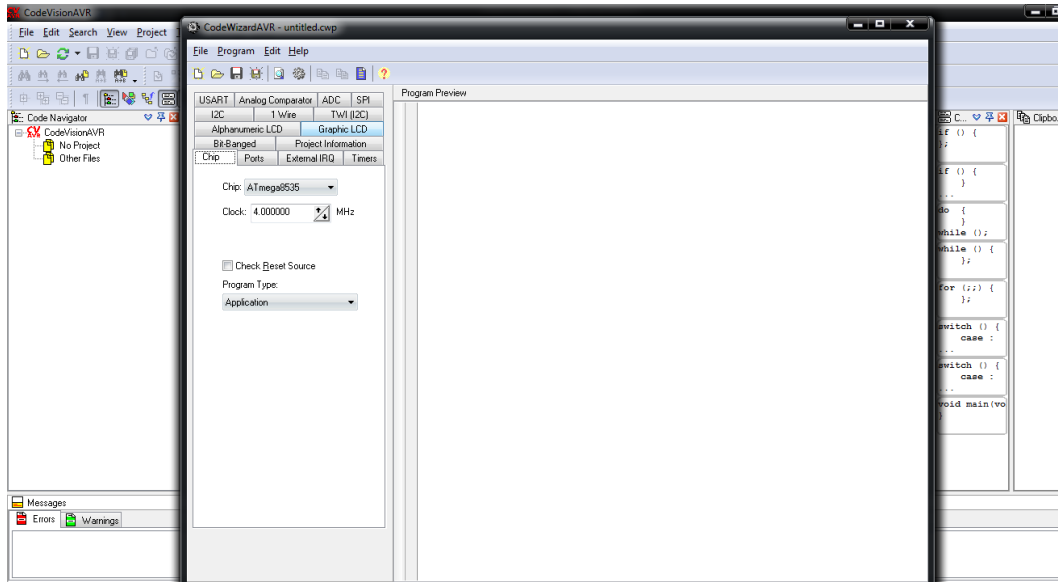 CodeVisionAVR
File Edit Search View Project
CodeWizardAVR - untitled.cwp
File Program Edit Help
Code Navigator
CodeVisionAVR
No Project
Other Files
USART Analog Comparator ADC SPI
I2C 1 Wire TWI (I2C)
Alphanumeric LCD Graphic LCD
Bit-Banged Project Information
Chip Ports External IRQ Timers
Chip: ATmega8535
Clock: 4.000000 MHz
Check Reset Source
Program Type:
Application
Program Preview
C...
Clipbo
if () {
};
if () {
}
...
do {
}
while ();
while () {
};
for (;;) {
};
switch () {
case :
...
switch () {
case :
...
void main(vo
}
Messages
Errors Warnings